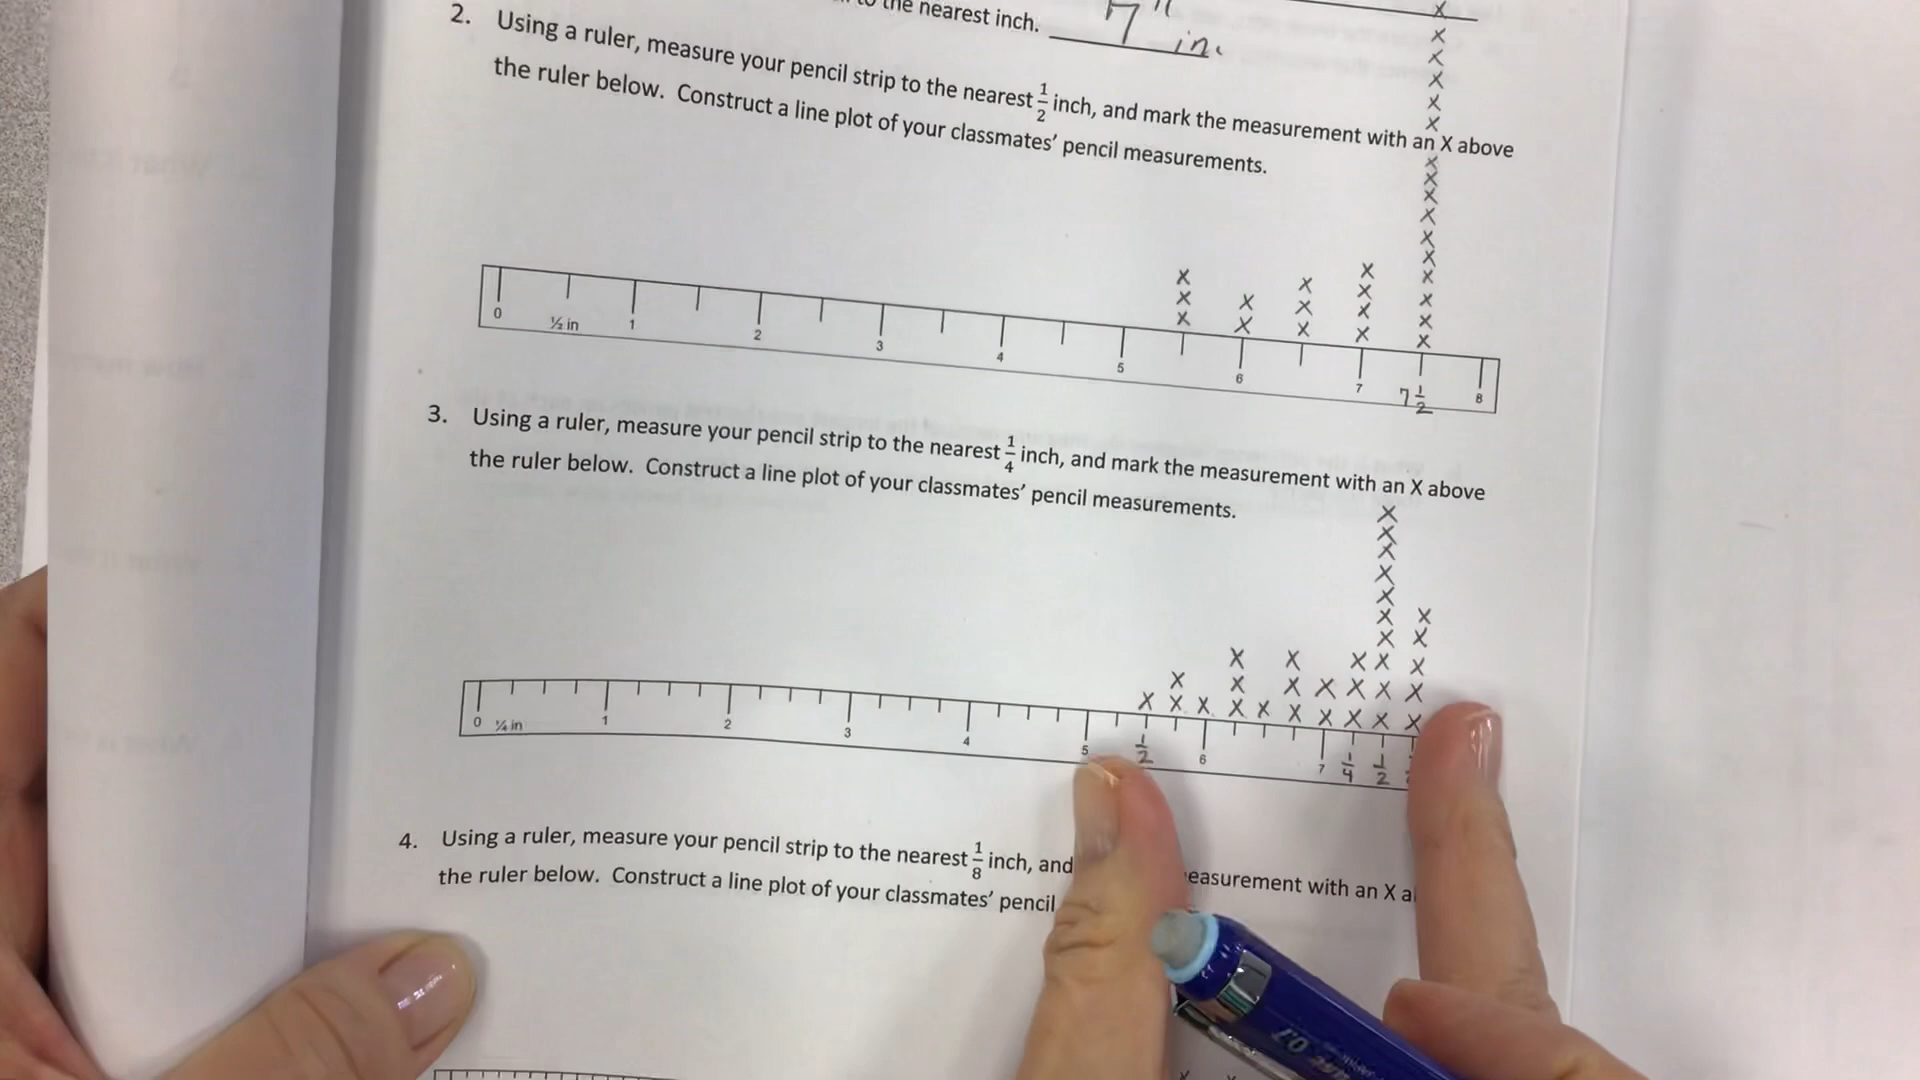 to the nearest inch. 7" in.
2. Using a ruler, measure your pencil strip to the nearest 1/2 inch, and mark the measurement with an X above
the ruler below. Construct a line plot of your classmates' pencil measurements.
0 ½ in 1 2 3 4 5 6 7 7 1/2 8
3. Using a ruler, measure your pencil strip to the nearest 1/4 inch, and mark the measurement with an X above
the ruler below. Construct a line plot of your classmates' pencil measurements.
0 ¼ in 1 2 3 4 5 1/2 6 7 1/4 1/2
4. Using a ruler, measure your pencil strip to the nearest 1/8 inch, and easurement with an X a
the ruler below. Construct a line plot of your classmates' pencil